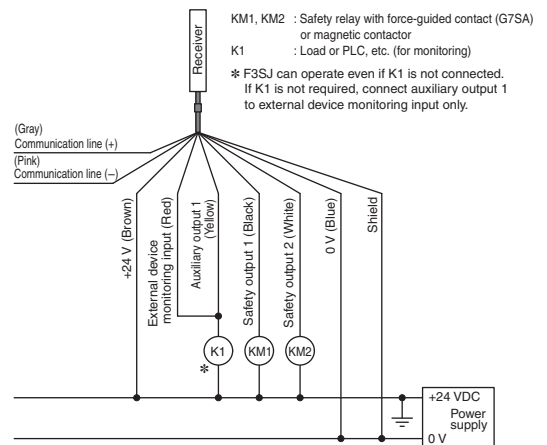 KM1, KM2 : Safety relay with force-guided contact (G7SA)
or magnetic contactor
K1 : Load or PLC, etc. (for monitoring)
* F3SJ can operate even if K1 is not connected.
If K1 is not required, connect auxiliary output 1
to external device monitoring input only.
Receiver
(Gray)
Communication line (+)
(Pink)
Communication line (–)
+24 V (Brown)
External device
monitoring input (Red)
Auxiliary output 1
(Yellow)
Safety output 1 (Black)
Safety output 2 (White)
0 V (Blue)
Shield
K1
*
KM1
KM2
+24 VDC
Power
supply
0 V